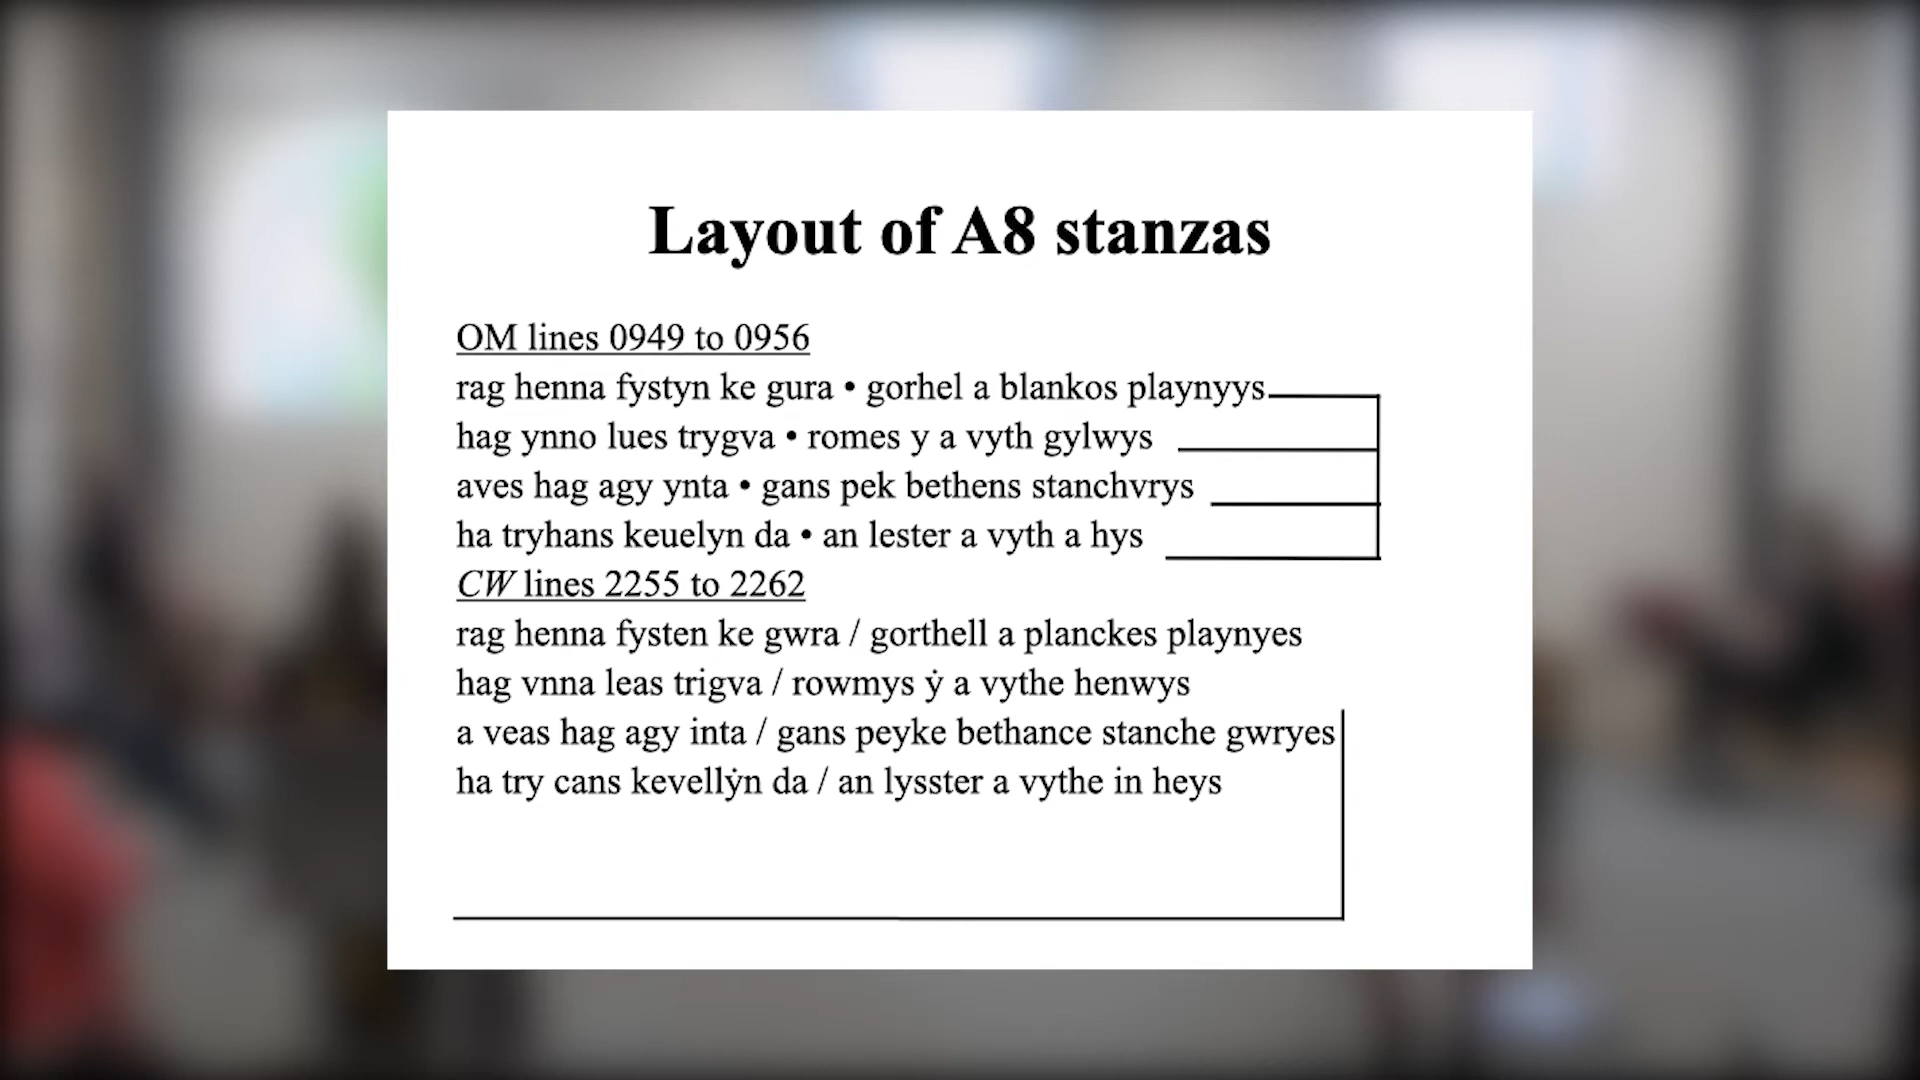 Layout of A8 stanzas
OM lines 0949 to 0956
rag henna fystyn ke gura • gorhel a blankos playnyys
hag ynno lues trygva • romes y a vyth gylwys
aves hag agy ynta • gans pek bethens stanchvrys
ha tryhans keuelyn da • an lester a vyth a hys
CW lines 2255 to 2262
rag henna fysten ke gwra / gorthell a planckes playnyes
hag vnna leas trigva / rowmys ẏ a vythe henwys
a veas hag agy inta / gans peyke bethance stanche gwryes
ha try cans kevellẏn da / an lysster a vythe in heys